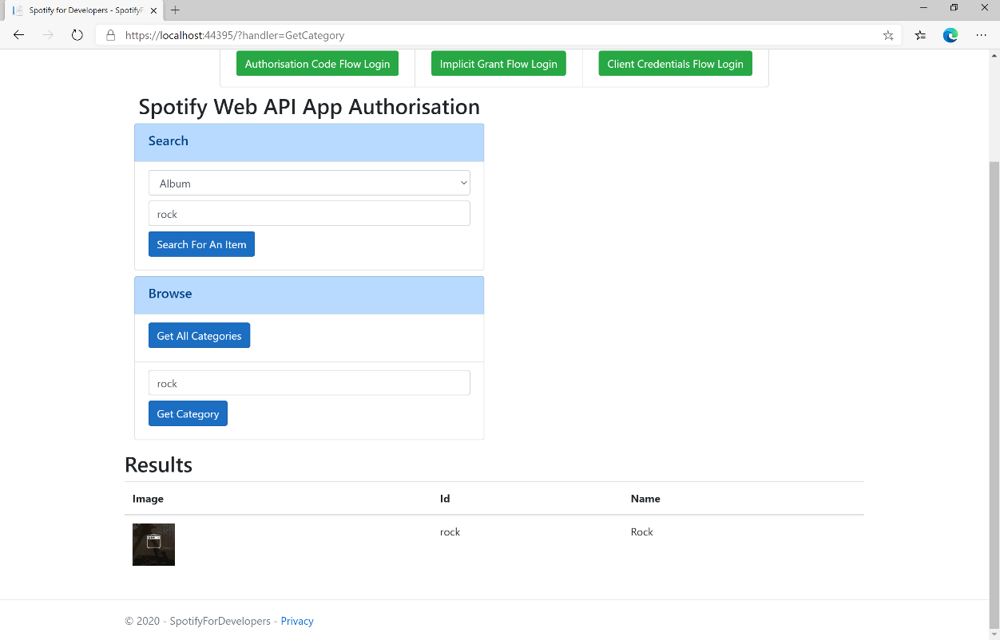 Spotify for Developers - SpotifyF
https://localhost:44395/?handler=GetCategory
Authorisation Code Flow Login Implicit Grant Flow Login Client Credentials Flow Login
Spotify Web API App Authorisation
Search
Album
rock
Search For An Item
Browse
Get All Categories
rock
Get Category
Results
Image Id Name
rock Rock
© 2020 - SpotifyForDevelopers - Privacy